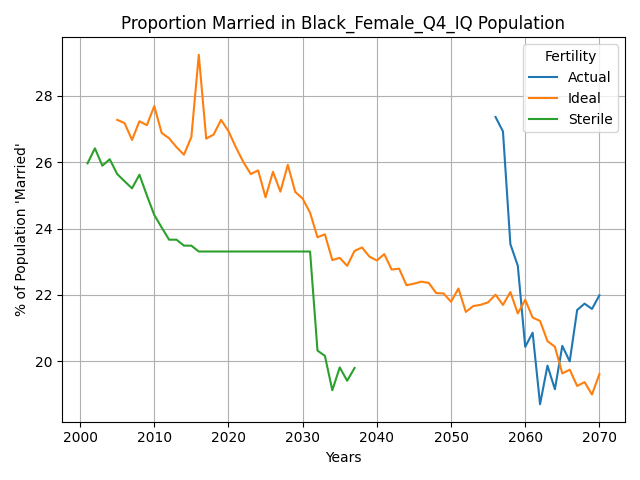 Proportion Married in Black_Female_Q4_IQ Population
Fertility
Actual
Ideal
Sterile
% of Population 'Married'
28
26
24
22
20
2000 2010 2020 2030 2040 2050 2060 2070
Years